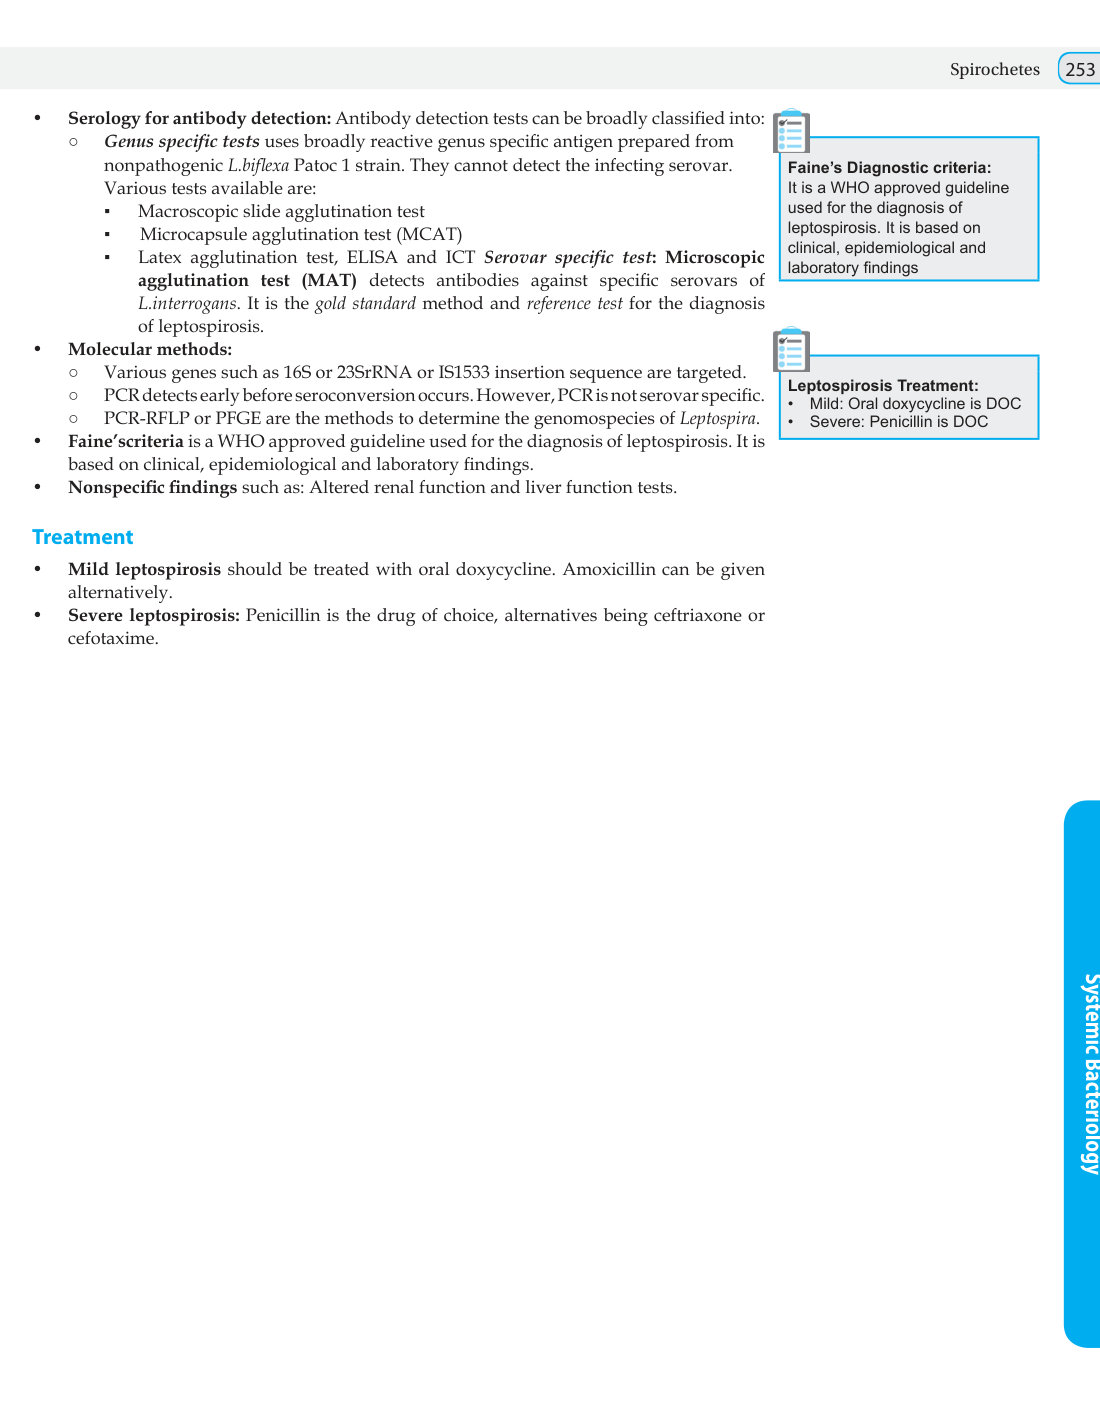 Spirochetes 253
• Serology for antibody detection: Antibody detection tests can be broadly classified into:
○ Genus specific tests uses broadly reactive genus specific antigen prepared from
nonpathogenic L.biflexa Patoc 1 strain. They cannot detect the infecting serovar.
Various tests available are:
▪ Macroscopic slide agglutination test
▪ Microcapsule agglutination test (MCAT)
▪ Latex agglutination test, ELISA and ICT Serovar specific test: Microscopic
agglutination test (MAT) detects antibodies against specific serovars of
L.interrogans. It is the gold standard method and reference test for the diagnosis
of leptospirosis.
• Molecular methods:
○ Various genes such as 16S or 23SrRNA or IS1533 insertion sequence are targeted.
○ PCR detects early before seroconversion occurs. However, PCR is not serovar specific.
○ PCR-RFLP or PFGE are the methods to determine the genomospecies of Leptospira.
• Faine'scriteria is a WHO approved guideline used for the diagnosis of leptospirosis. It is
based on clinical, epidemiological and laboratory findings.
• Nonspecific findings such as: Altered renal function and liver function tests.
Treatment
• Mild leptospirosis should be treated with oral doxycycline. Amoxicillin can be given
alternatively.
• Severe leptospirosis: Penicillin is the drug of choice, alternatives being ceftriaxone or
cefotaxime.
Faine's Diagnostic criteria:
It is a WHO approved guideline
used for the diagnosis of
leptospirosis. It is based on
clinical, epidemiological and
laboratory findings
Leptospirosis Treatment:
• Mild: Oral doxycycline is DOC
• Severe: Penicillin is DOC
Systemic Bacteriology